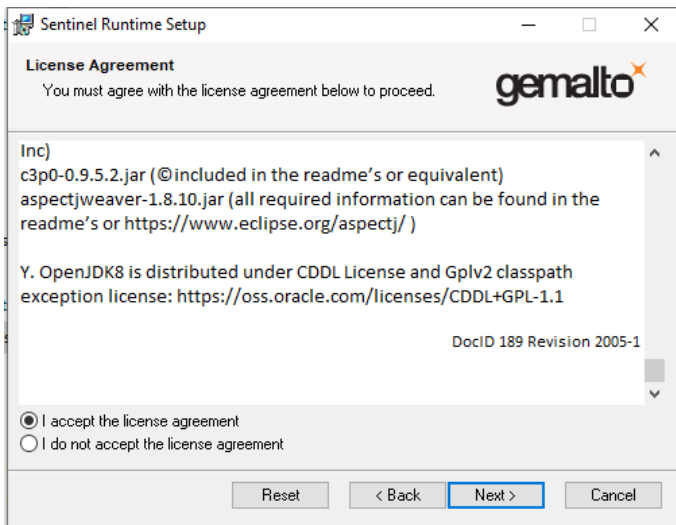 Sentinel Runtime Setup
License Agreement
You must agree with the license agreement below to proceed.
gemalto
Inc)
c3p0-0.9.5.2.jar (©included in the readme's or equivalent)
aspectjweaver-1.8.10.jar (all required information can be found in the
readme's or https://www.eclipse.org/aspectj/ )
Y. OpenJDK8 is distributed under CDDL License and Gplv2 classpath
exception license: https://oss.oracle.com/licenses/CDDL+GPL-1.1
DocID 189 Revision 2005-1
I accept the license agreement
I do not accept the license agreement
Reset
< Back
Next >
Cancel